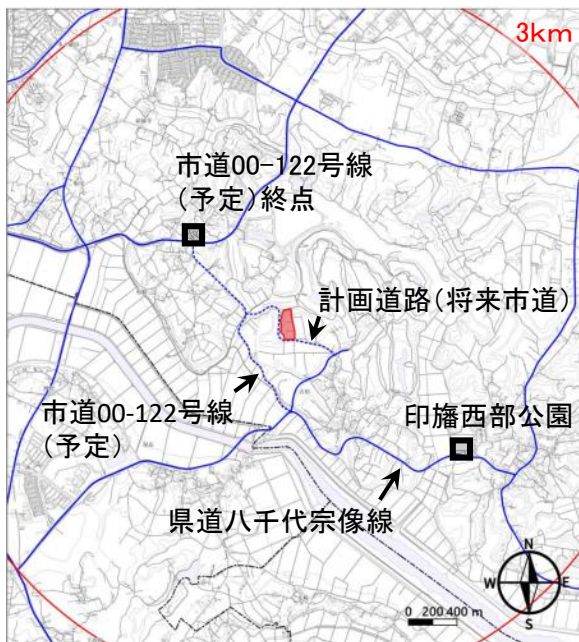 3km
市道00-122号線
(予定)終点
計画道路(将来市道)
市道00-122号線
(予定)
印旛西部公園
県道八千代宗像線
N
W E
S
0 200 400 m